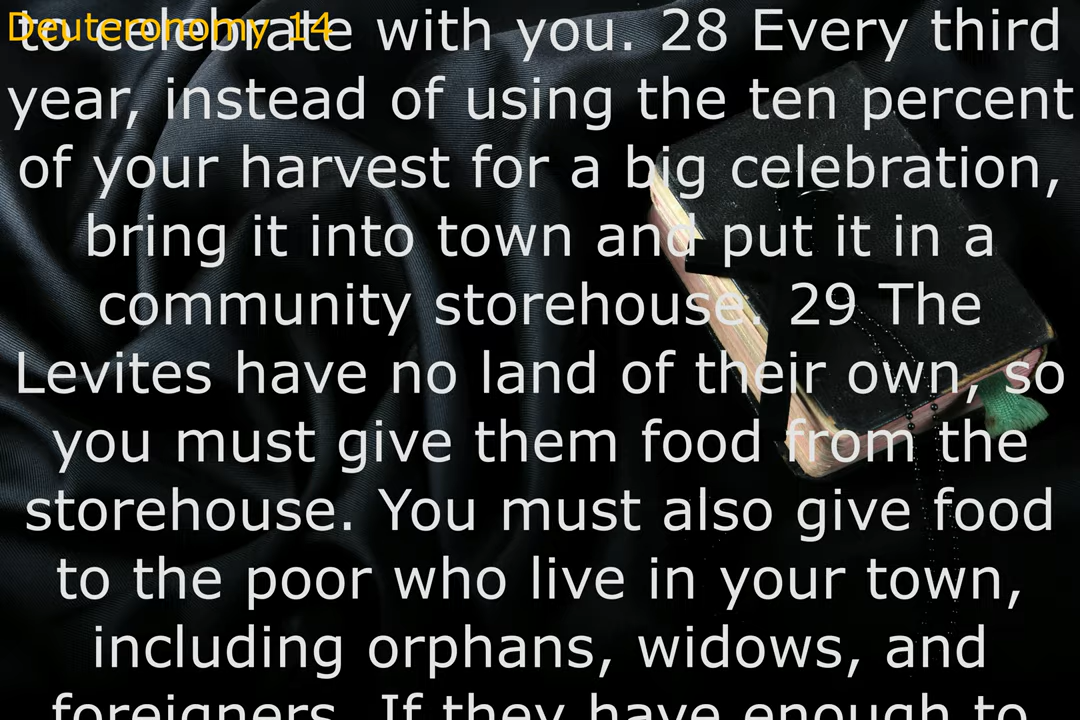 Deuteronomy 14
to celebrate with you. 28 Every third
year, instead of using the ten percent
of your harvest for a big celebration,
bring it into town and put it in a
community storehouse. 29 The
Levites have no land of their own, so
you must give them food from the
storehouse. You must also give food
to the poor who live in your town,
including orphans, widows, and
foreigners. If they have enough to